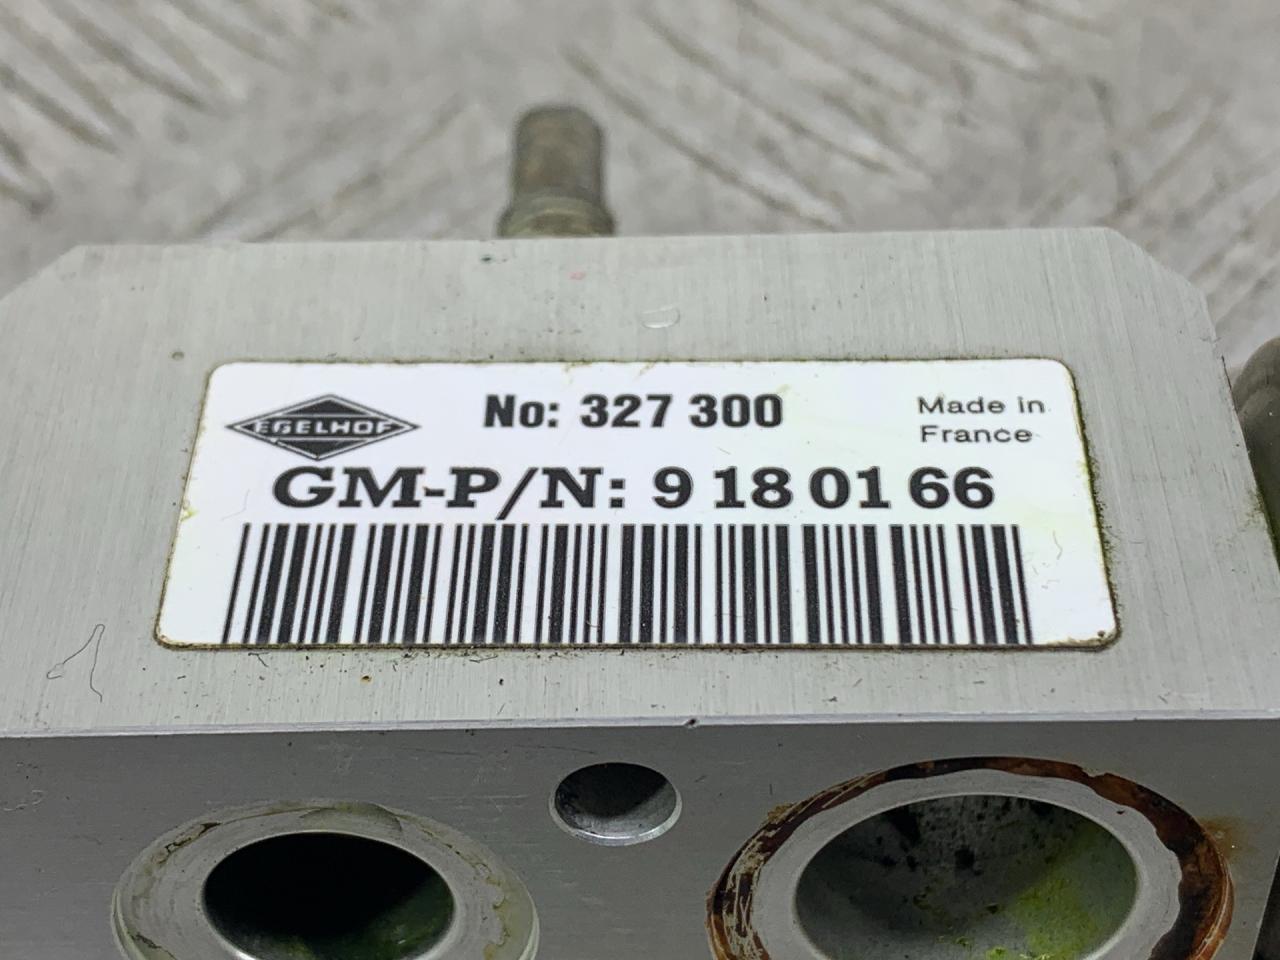 EGELHOF
No: 327 300
Made in
France
GM-P/N: 9 18 01 66